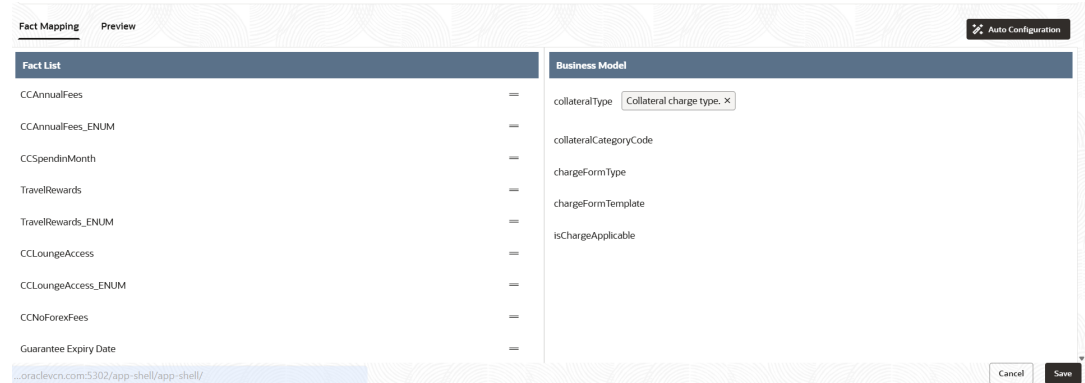 Fact Mapping Preview Auto Configuration
Fact List
CCAnnualFees
CCAnnualFees_ENUM
CCSpendinMonth
TravelRewards
TravelRewards_ENUM
CCLoungeAccess
CCLoungeAccess_ENUM
CCNoForexFees
Guarantee Expiry Date
Business Model
collateralType Collateral charge type. ×
collateralCategoryCode
chargeFormType
chargeFormTemplate
isChargeApplicable
...oraclevcn.com:5302/app-shell/app-shell/
Cancel Save